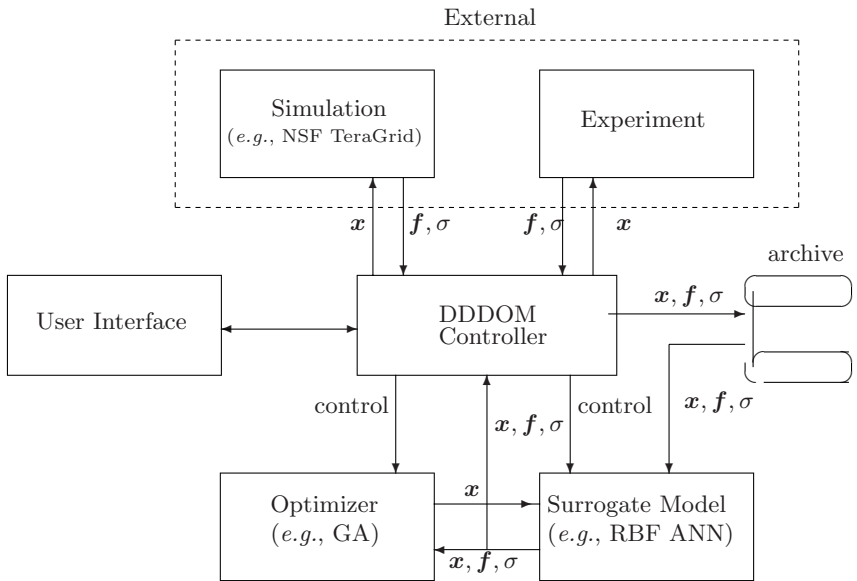 External
Simulation
(e.g., NSF TeraGrid)
Experiment
x
f, σ
f, σ
x
archive
User Interface
DDDOM
Controller
x, f, σ
control
x, f, σ
control
x, f, σ
Optimizer
(e.g., GA)
x
Surrogate Model
(e.g., RBF ANN)
x, f, σ